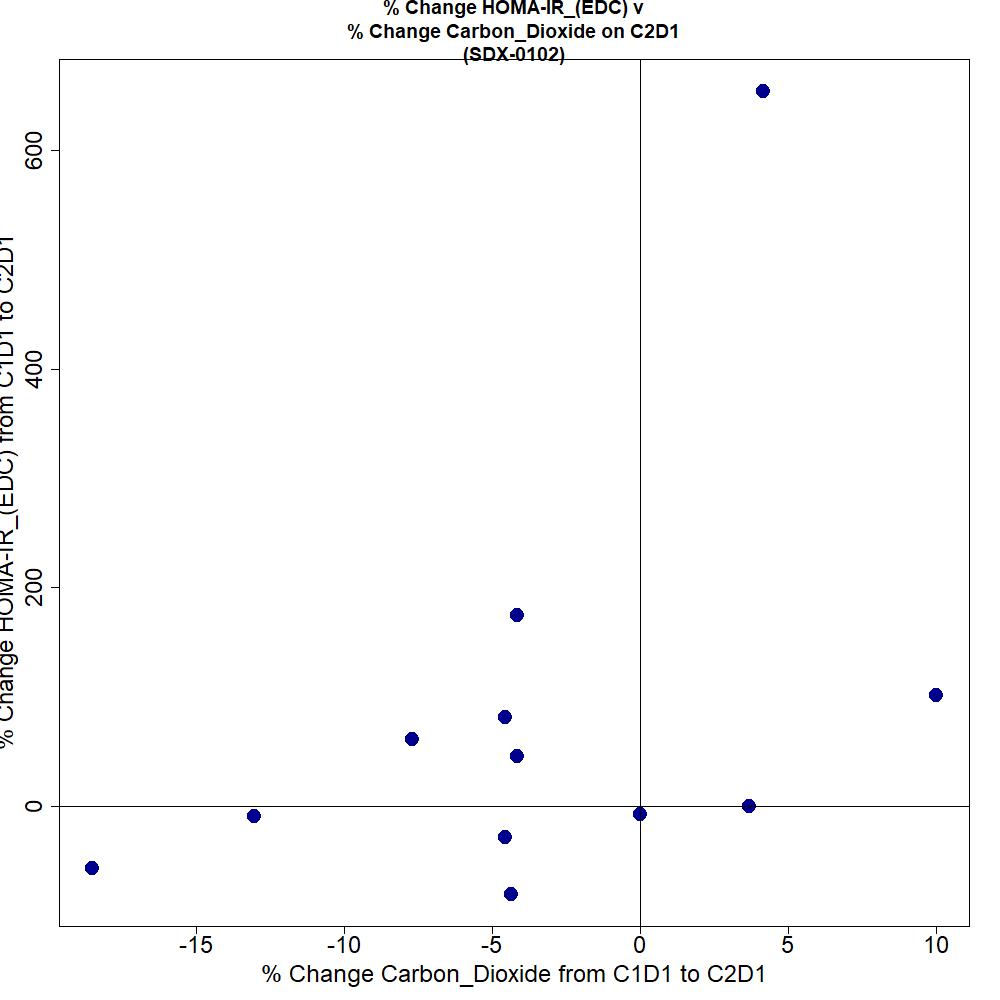 % Change HOMA-IR_(EDC) v
% Change Carbon_Dioxide on C2D1
(SDX-0102)
% Change HOMA-IR_(EDC) from C1D1 to C2D1
600
400
200
0
-15
-10
-5
0
5
10
% Change Carbon_Dioxide from C1D1 to C2D1